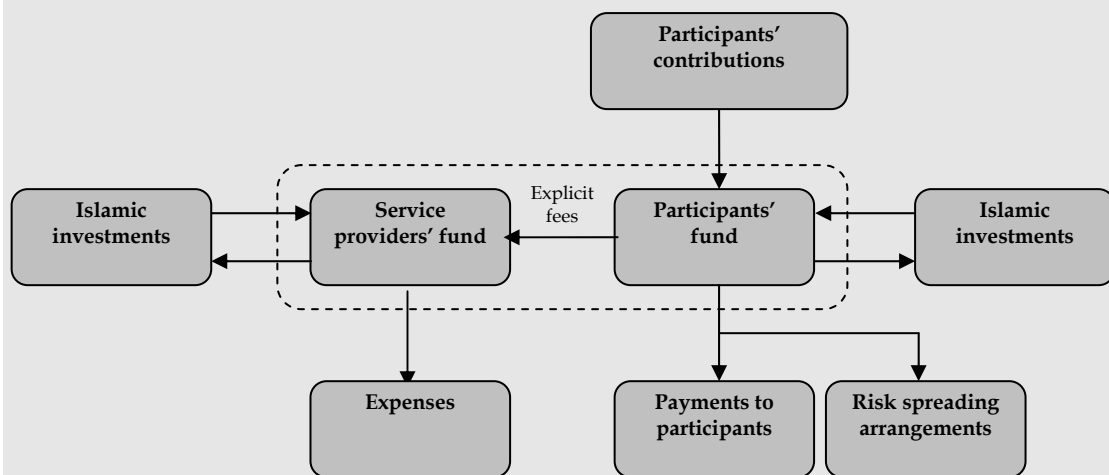 Participants’
contributions
Islamic
investments
Service
providers’ fund
Explicit
fees
Participants’
fund
Islamic
investments
Expenses
Payments to
participants
Risk spreading
arrangements